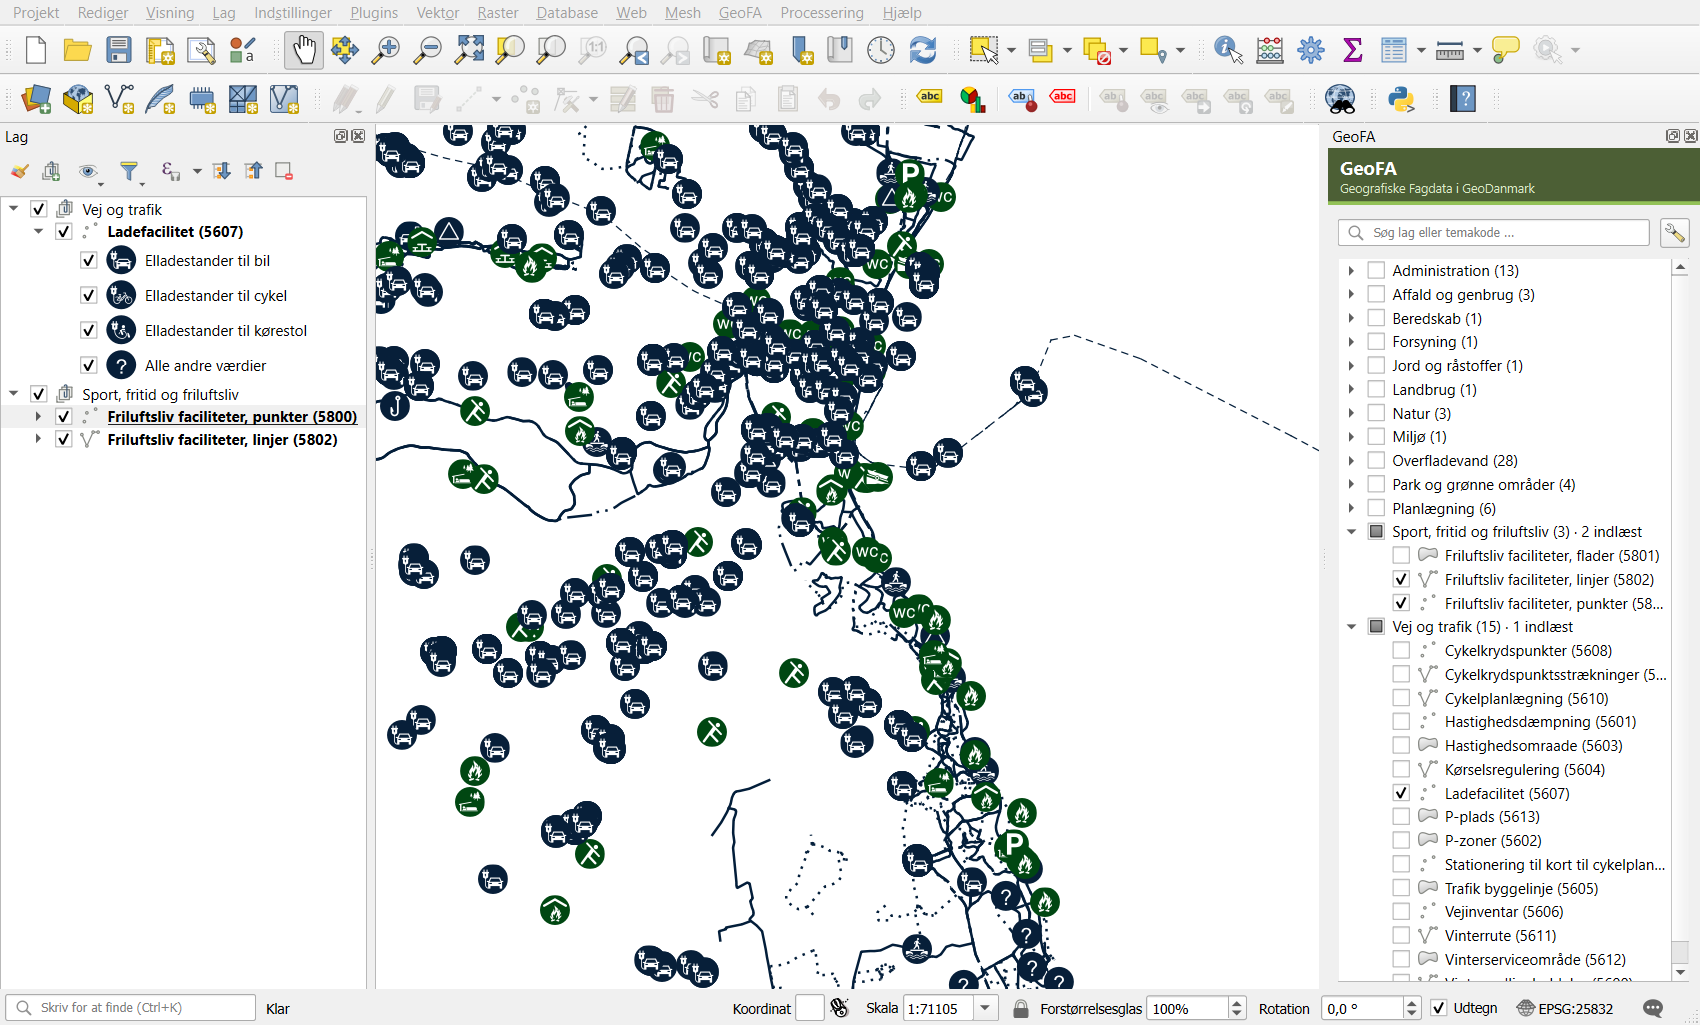 Projekt Rediger Visning Lag Indstillinger Plugins Vektor Raster Database Web Mesh GeoFA Processering Hjælp
1:1
a
abc abc abc
Lag
Vej og trafik
Ladefacilitet (5607)
Elladestander til bil
Elladestander til cykel
Elladestander til kørestol
? Alle andre værdier
Sport, fritid og friluftsliv
Friluftsliv faciliteter, punkter (5800)
Friluftsliv faciliteter, linjer (5802)
P
WC
WC
WC
P
?
?
?
GeoFA
GeoFA
Geografiske Fagdata i GeoDanmark
Søg lag eller temakode ...
Administration (13)
Affald og genbrug (3)
Beredskab (1)
Forsyning (1)
Jord og råstoffer (1)
Landbrug (1)
Natur (3)
Miljø (1)
Overfladevand (28)
Park og grønne områder (4)
Planlægning (6)
Sport, fritid og friluftsliv (3) · 2 indlæst
Friluftsliv faciliteter, flader (5801)
Friluftsliv faciliteter, linjer (5802)
Friluftsliv faciliteter, punkter (58...
Vej og trafik (15) · 1 indlæst
Cykelkrydspunkter (5608)
Cykelkrydspunktsstrækninger (5...
Cykelplanlægning (5610)
Hastighedsdæmpning (5601)
Hastighedsomraade (5603)
Kørselsregulering (5604)
Ladefacilitet (5607)
P-plads (5613)
P-zoner (5602)
Stationering til kort til cykelplan...
Trafik byggelinje (5605)
Vejinventar (5606)
Vinterrute (5611)
Vinterserviceområde (5612)
Skriv for at finde (Ctrl+K) Klar Koordinat Skala 1:71105 Forstørrelsesglas 100% Rotation 0,0 ° Udtegn EPSG:25832